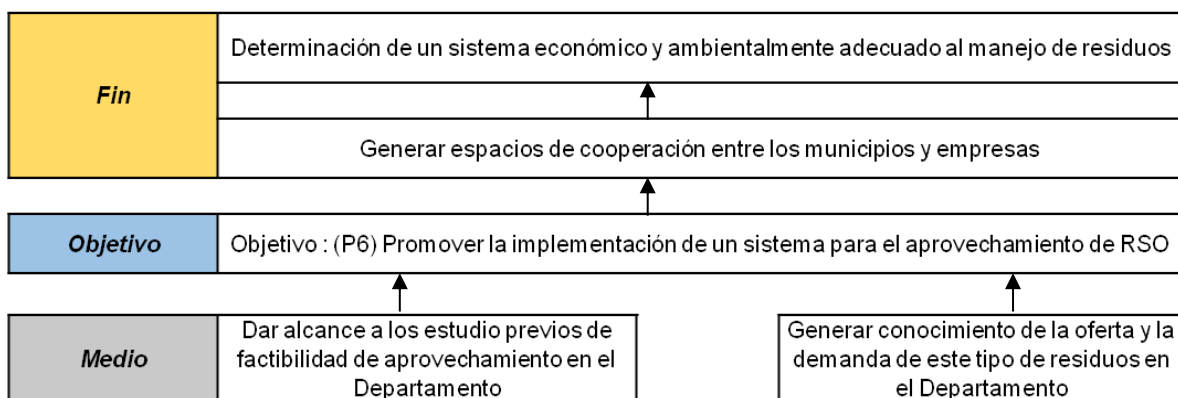 Fin
Determinación de un sistema económico y ambientalmente adecuado al manejo de residuos
Generar espacios de cooperación entre los municipios y empresas
Objetivo
Objetivo : (P6) Promover la implementación de un sistema para el aprovechamiento de RSO
Medio
Dar alcance a los estudio previos de
factibilidad de aprovechamiento en el
Departamento
Generar conocimiento de la oferta y la
demanda de este tipo de residuos en
el Departamento